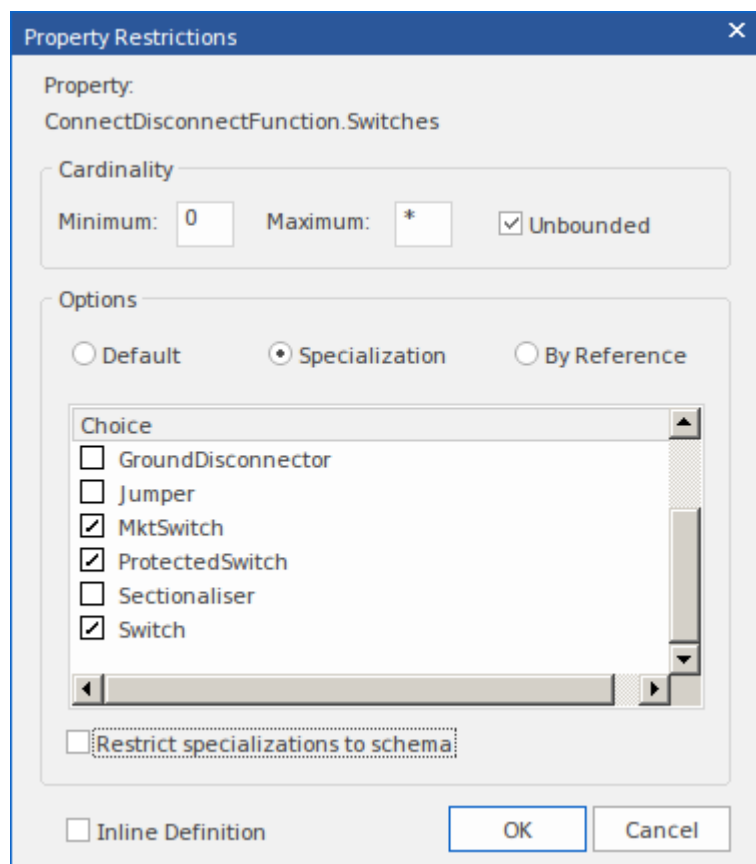 Property Restrictions
Property:
ConnectDisconnectFunction.Switches
Cardinality
Minimum: 0 Maximum: * Unbounded
Options
Default Specialization By Reference
Choice
GroundDisconnector
Jumper
MktSwitch
ProtectedSwitch
Sectionaliser
Switch
Restrict specializations to schema
Inline Definition OK Cancel